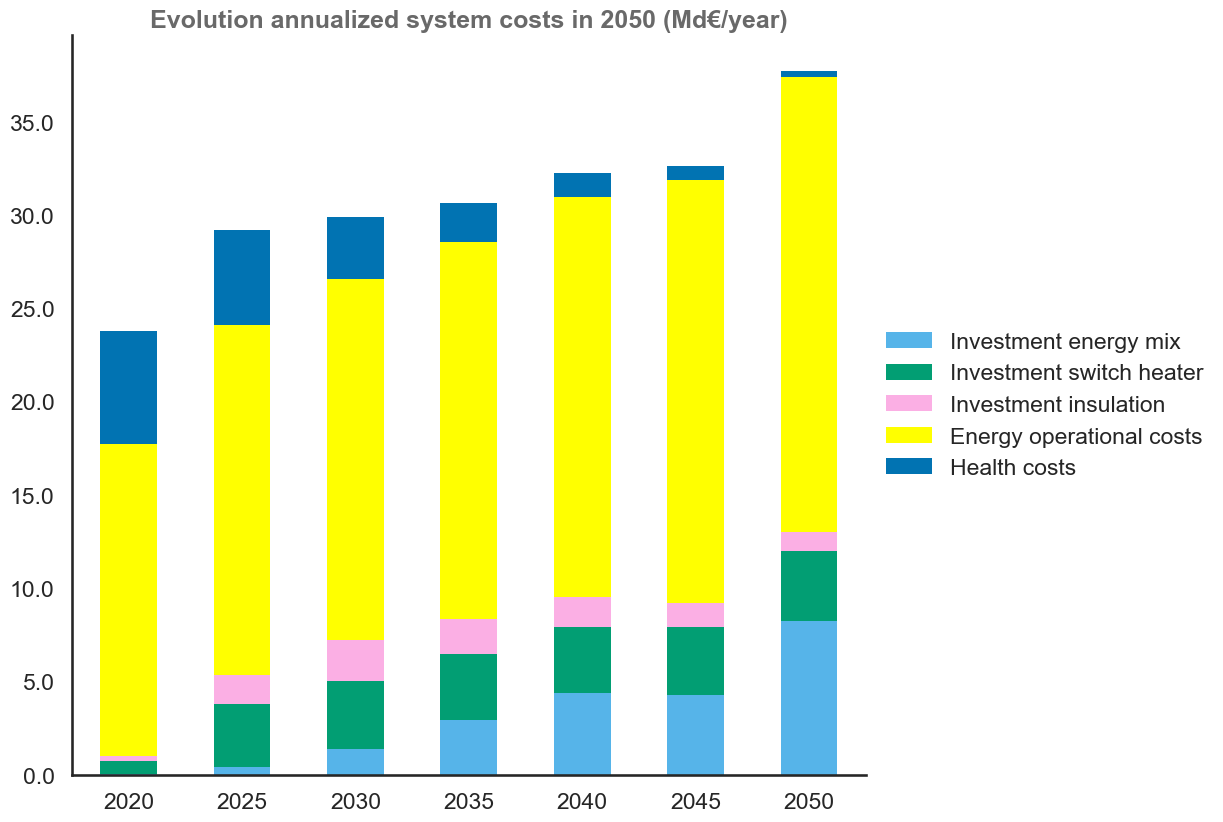 Evolution annualized system costs in 2050 (Md€/year)
35.0
30.0
25.0
20.0
15.0
10.0
5.0
0.0
2020 2025 2030 2035 2040 2045 2050
Investment energy mix
Investment switch heater
Investment insulation
Energy operational costs
Health costs